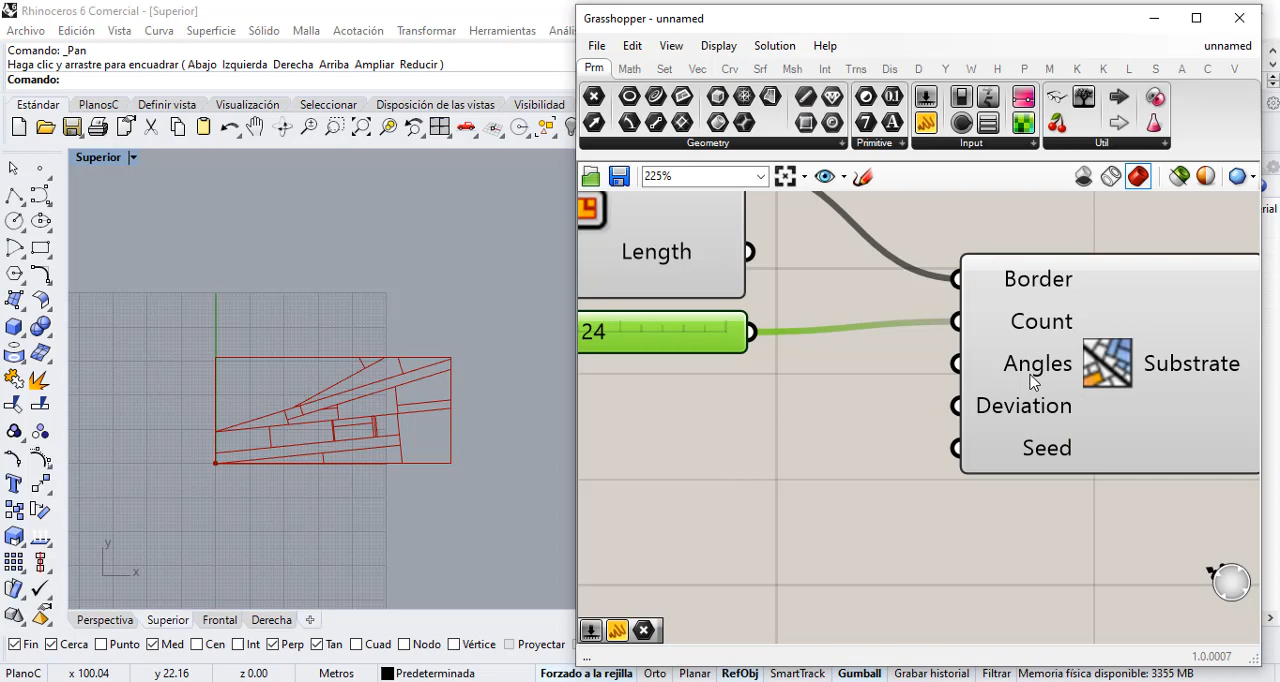 Rhinoceros 6 Comercial - [Superior]
Archivo Edición Vista Curva Superficie Sólido Malla Acotación Transformar Herramientas Análi
Comando: _Pan
Haga clic y arrastre para encuadrar ( Abajo Izquierda Derecha Arriba Ampliar Reducir )
Comando:
Estándar PlanosC Definir vista Visualización Seleccionar Disposición de las vistas Visibilidad
Superior
Perspectiva Superior Frontal Derecha
Fin Cerca Punto Med Cen Int Perp Tan Cuad Nodo Vértice Proyectar
PlanoC x 100.04 y 22.16 z 0.00 Metros Predeterminada Forzado a la rejilla Orto Planar RefObj SmartTrack Gumball Grabar historial Filtrar Memoria física disponible: 3355 MB
Grasshopper - unnamed
File Edit View Display Solution Help unnamed
Prm Math Set Vec Crv Srf Msh Int Trns Dis D Y W H P M K K L S A C V
Geometry Primitive Input Util
225%
Length
24
Border
Count
Angles
Deviation
Seed
Substrate
...
1.0.0007
y
x